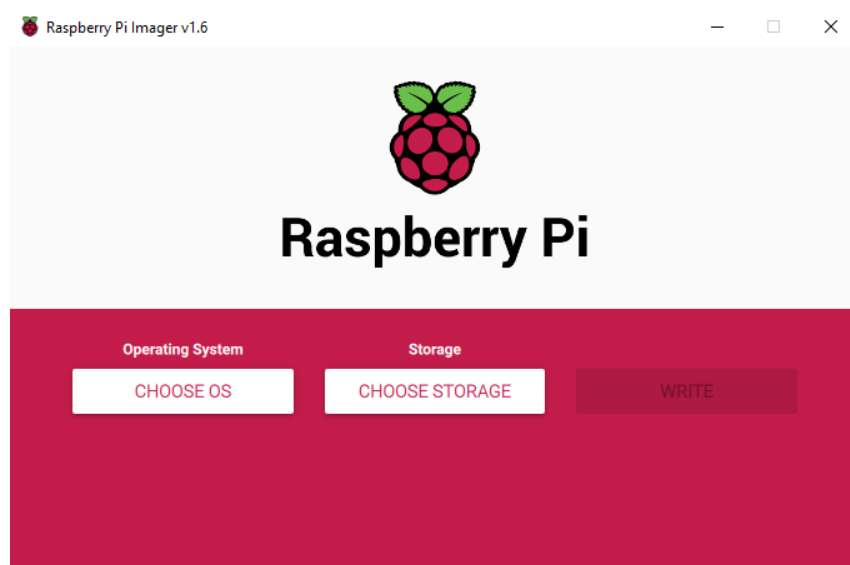 Raspberry Pi Imager v1.6
Raspberry Pi
Operating System
Storage
CHOOSE OS
CHOOSE STORAGE
WRITE